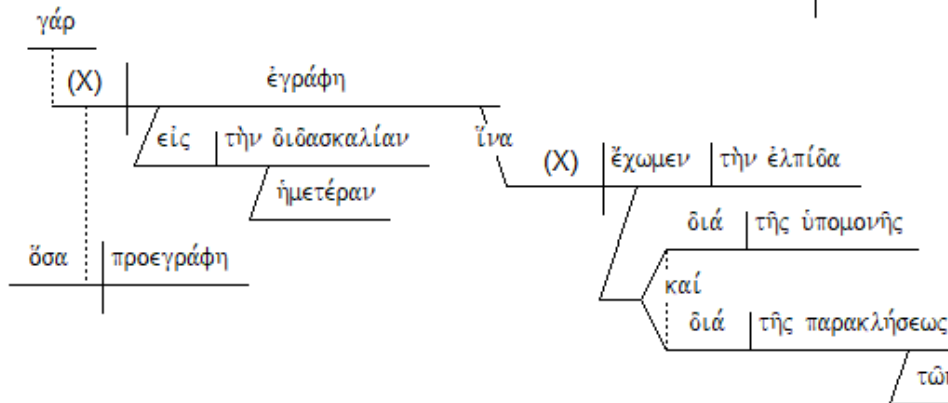 γάρ
(X) ἐγράφη
εἰς τὴν διδασκαλίαν ἵνα
(X) ἔχωμεν τὴν ἐλπίδα
ἡμετέραν
διά τῆς ὑπομονῆς
ὅσα προεγράφη
καί
διά τῆς παρακλήσεως